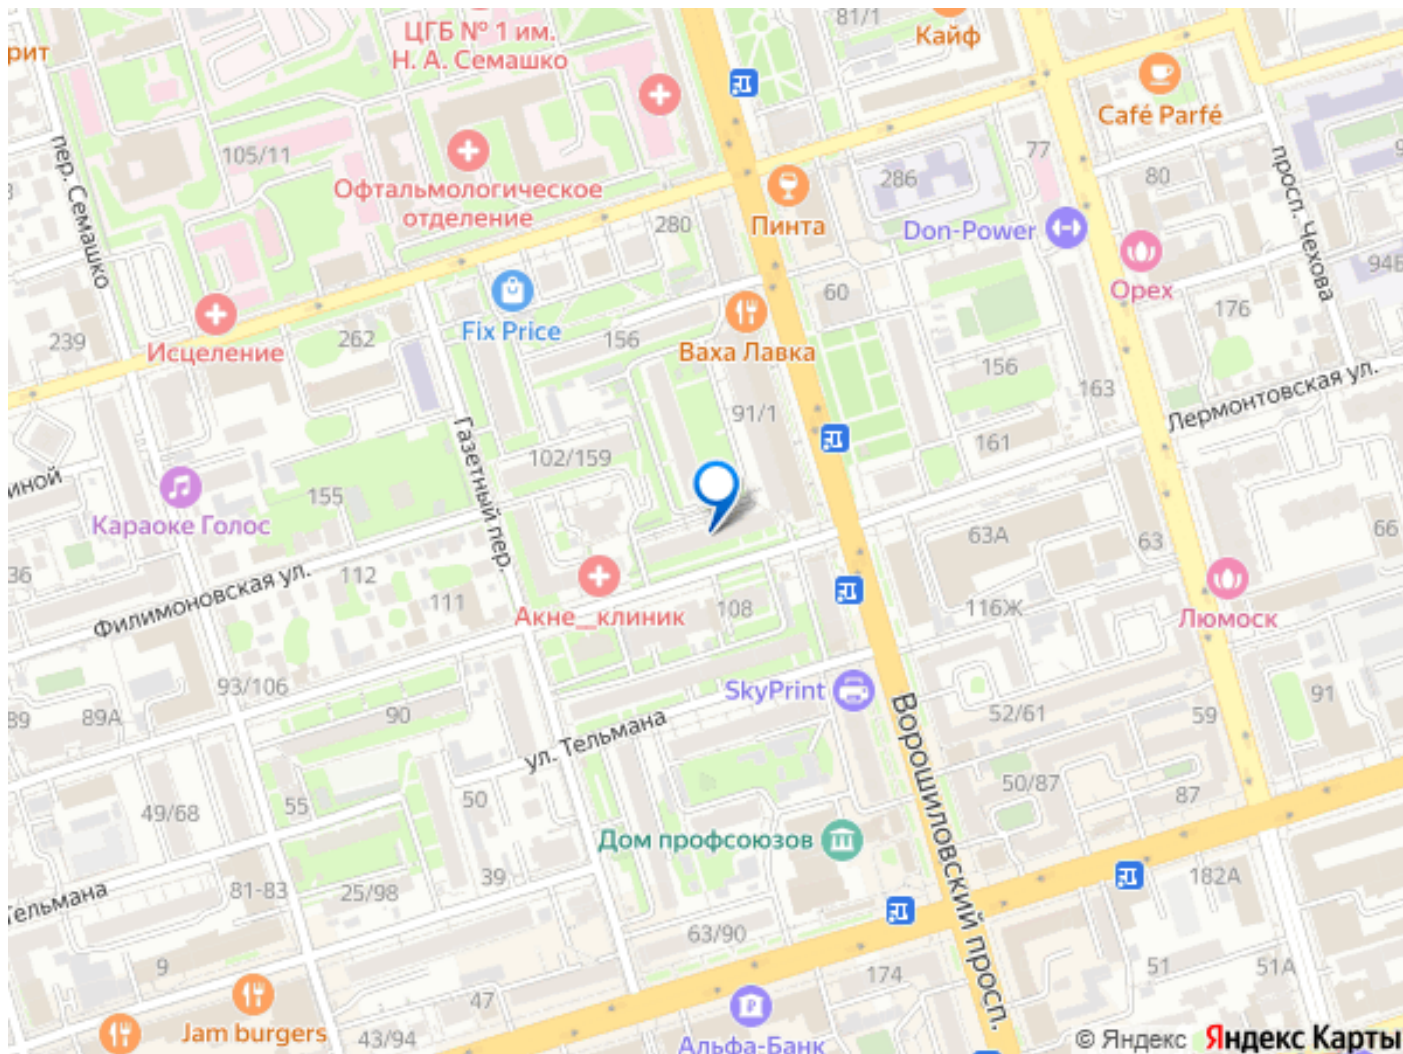 81/1
Кайф
ЦГБ № 1 им.
Н. А. Семашко
рит
Café Parfé
пер. Семашко
105/11
77
просп. Чехова
Офтальмологическое
отделение
286
80
280
Пинта
Don-Power
94Б
Орех
60
176
239
Исцеление
262
Fix Price
156
Ваха Лавка
156
163
Лермонтовская ул.
91/1
161
Газетный пер.
102/159
иной
155
Караоке Голос
63А
63
66
36
Филимоновская ул.
112
111
Акне_клиник
108
116Ж
Люмоск
93/106
SkyPrint
91
89
89А
90
52/61
59
ул. Тельмана
Ворошиловский просп.
50/87
87
49/68
55
50
Дом профсоюзов
81-83
25/98
39
182А
тельмана
63/90
9
174
51
51А
47
Jam burgers
43/94
Альфа-Банк
© Яндекс Яндекс Карты